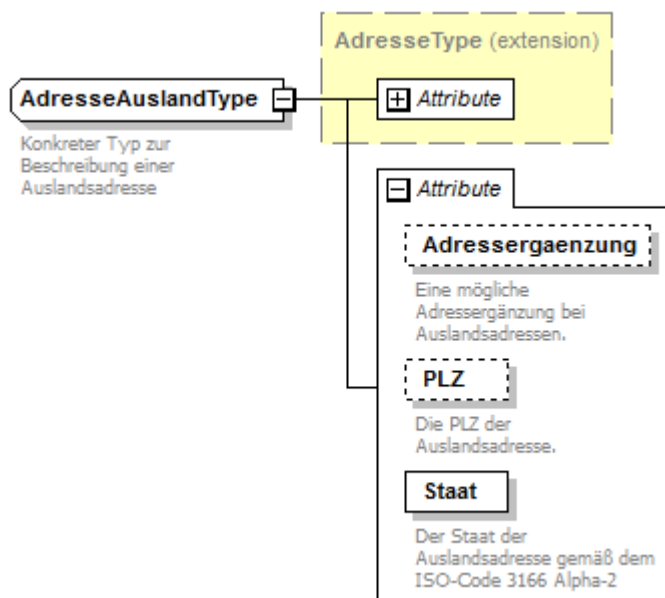 AdresseType (extension)
AdresseAuslandType
Attribute
Konkreter Typ zur
Beschreibung einer
Auslandsadresse
Attribute
Adressergaenzung
Eine mögliche
Adressergänzung bei
Auslandsadressen.
PLZ
Die PLZ der
Auslandsadresse.
Staat
Der Staat der
Auslandsadresse gemäß dem
ISO-Code 3166 Alpha-2